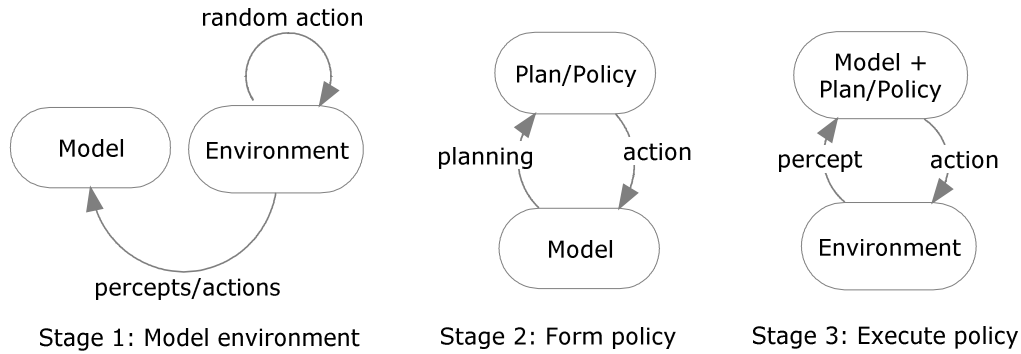 random action
Model
Environment
percepts/actions
Stage 1: Model environment
Plan/Policy
planning
action
Model
Stage 2: Form policy
Model +
Plan/Policy
percept
action
Environment
Stage 3: Execute policy